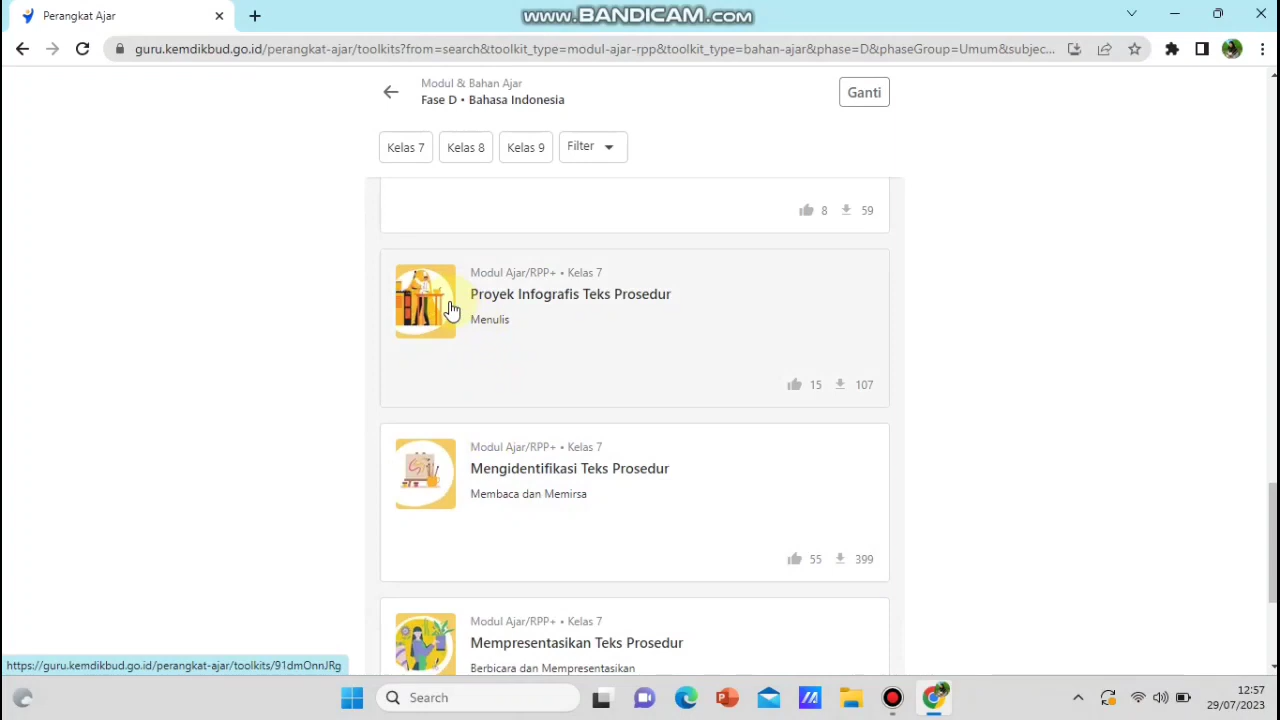 Perangkat Ajar
www.BANDICAM.com
guru.kemdikbud.go.id/perangkat-ajar/toolkits?from=search&toolkit_type=modul-ajar-rpp&toolkit_type=bahan-ajar&phase=D&phaseGroup=Umum&subjec...
Modul & Bahan Ajar
Fase D • Bahasa Indonesia
Ganti
Kelas 7
Kelas 8
Kelas 9
Filter
8
59
Modul Ajar/RPP+ • Kelas 7
Proyek Infografis Teks Prosedur
Menulis
15
107
Modul Ajar/RPP+ • Kelas 7
Mengidentifikasi Teks Prosedur
Membaca dan Memirsa
55
399
Modul Ajar/RPP+ • Kelas 7
Mempresentasikan Teks Prosedur
Berbicara dan Mempresentasikan
https://guru.kemdikbud.go.id/perangkat-ajar/toolkits/91dmOnnJRg
Search
12:57
29/07/2023